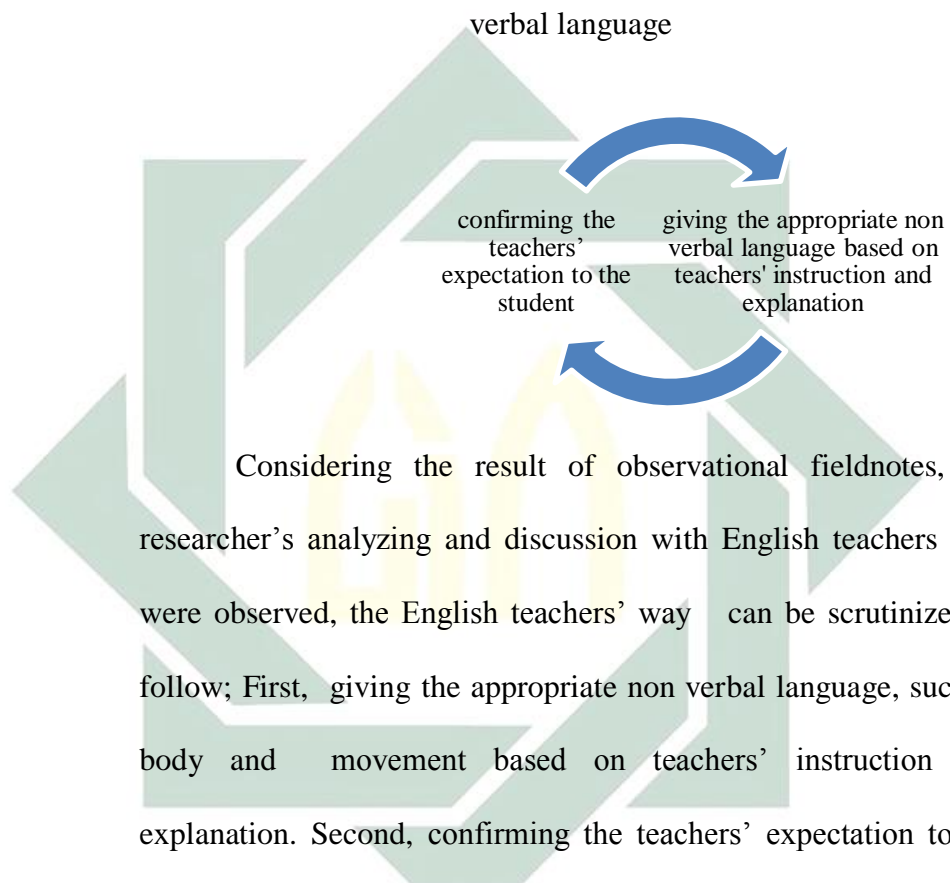 verbal language
confirming the
teachers’
expectation to the
student
giving the appropriate non
verbal language based on
teachers' instruction and
explanation
Considering the result of observational fieldnotes,
researcher’s analyzing and discussion with English teachers
were observed, the English teachers’ way can be scrutinize
follow; First, giving the appropriate non verbal language, suc
body and movement based on teachers’ instruction
explanation. Second, confirming the teachers’ expectation to